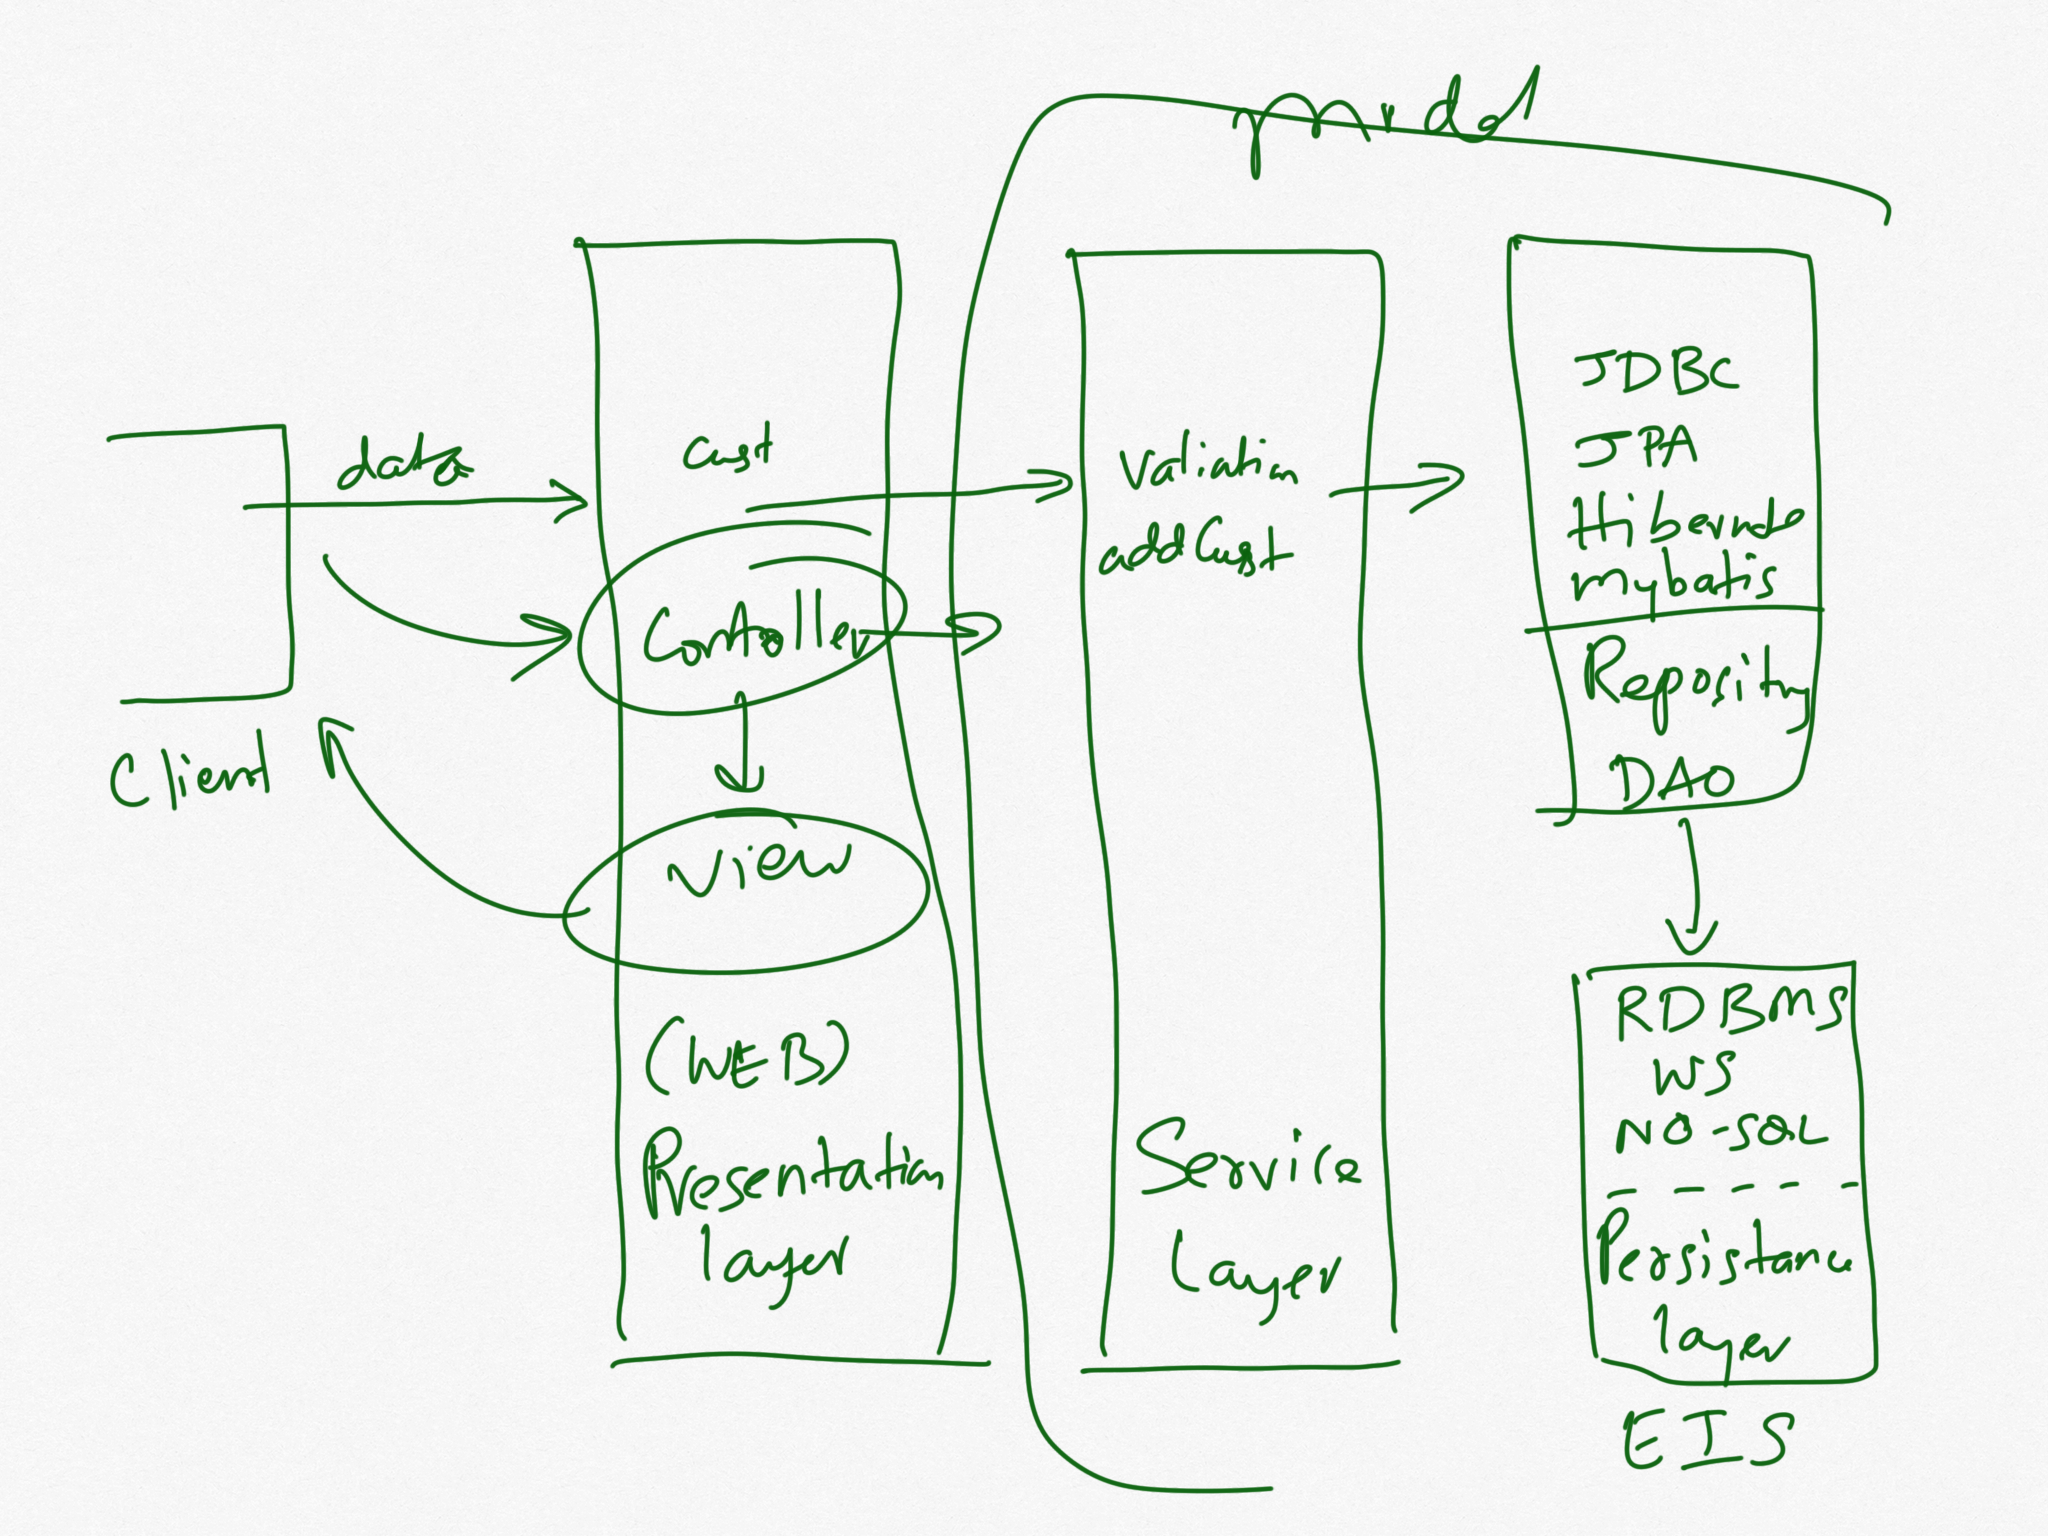 model
data
Client
Cust
Controller
View
(WEB)
Presentation
layer
Valiation
addCust
Service
Layer
JDBC
JPA
Hibernate
mybatis
Repository
DAO
RDBMS
WS
NO-SQL
Persistance
layer
EIS